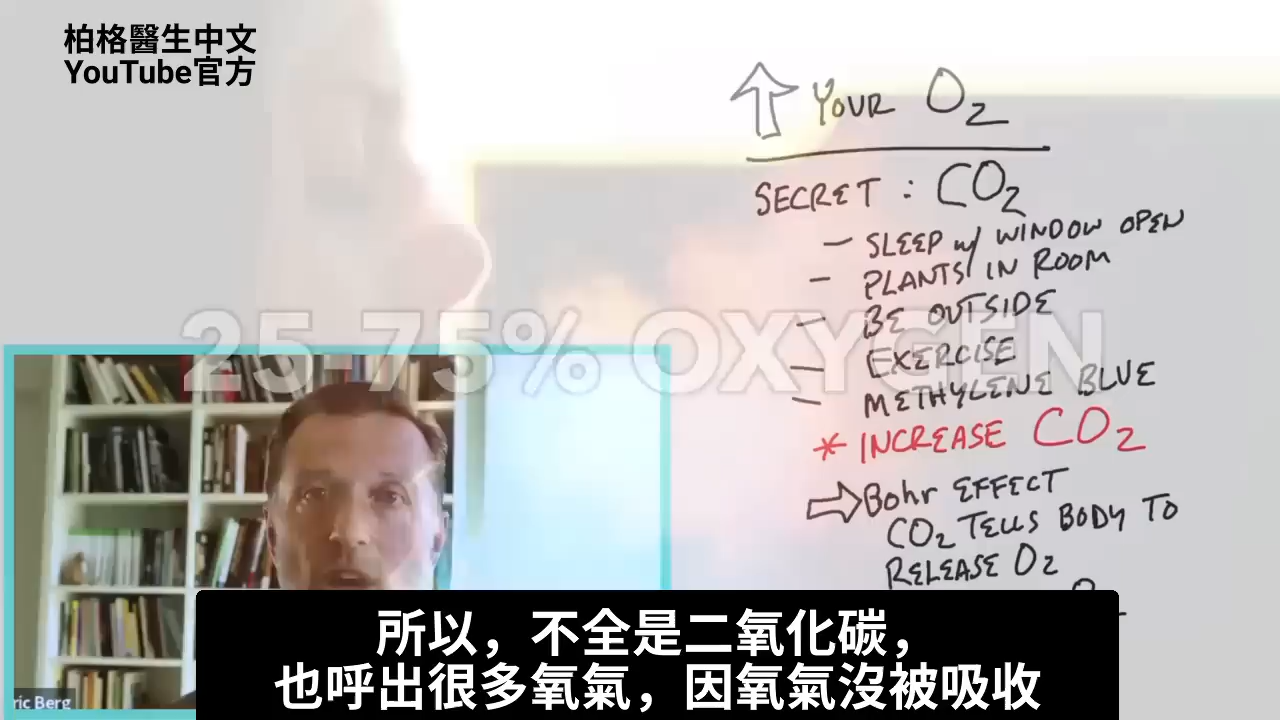 柏格醫生中文
YouTube官方
YOUR O2
SECRET : CO2
- SLEEP w/ WINDOW OPEN
- PLANTS IN ROOM
- BE OUTSIDE
- EXERCISE
- METHYLENE BLUE
* INCREASE CO2
Bohr EFFECT
CO2 TELLS BODY TO
RELEASE O2
25-75% OXYGEN
ric Berg
所以，不全是二氧化碳，
也呼出很多氧氣，因氧氣沒被吸收